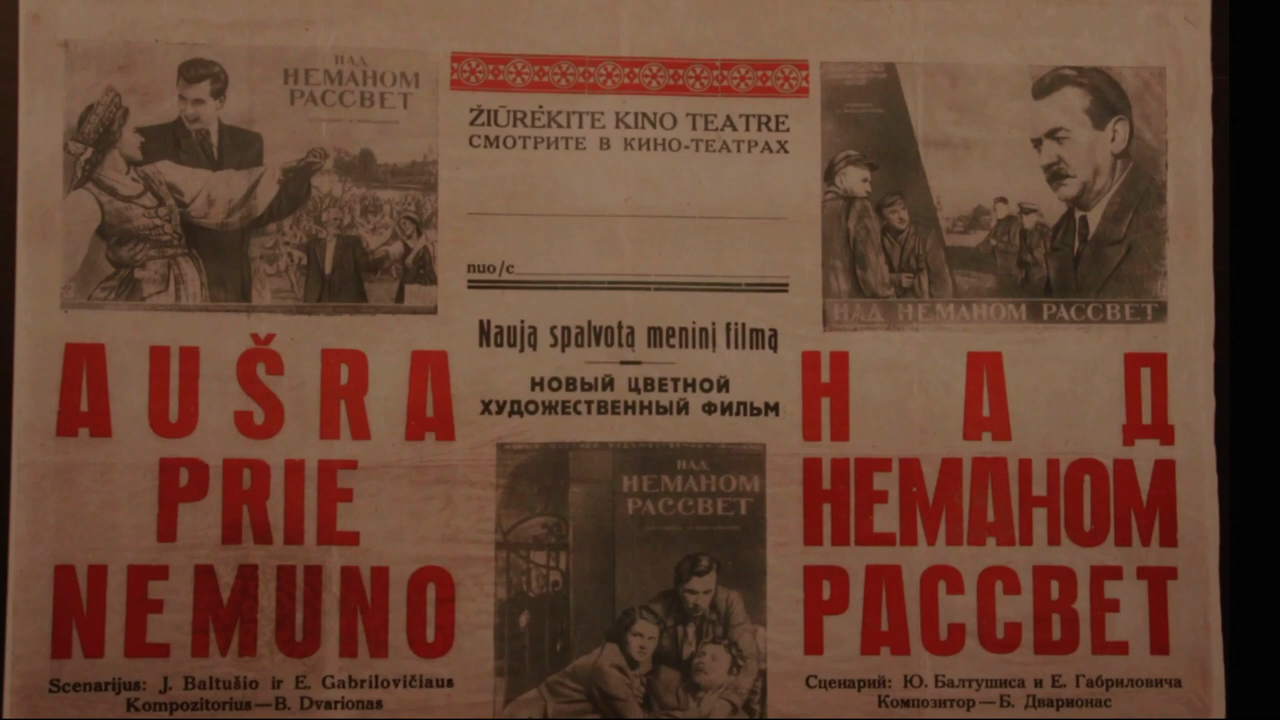 НАД
НЕМАНОМ
РАССВЕТ
ŽIŪRĖKITE KINO TEATRE
СМОТРИТЕ В КИНО-ТЕАТРАХ
nuo/с
Naują spalvotą meninį filmą
НОВЫЙ ЦВЕТНОЙ
ХУДОЖЕСТВЕННЫЙ ФИЛЬМ
НАД НЕМАНОМ РАССВЕТ
AUŠRA
PRIE
NEMUNO
Scenarijus: J. Baltušio ir E. Gabrilovičiaus
Kompozitorius—B. Dvarionas
НАД
НЕМАНОМ
РАССВЕТ
НАД
НЕМАНОМ
РАССВЕТ
Сценарий: Ю. Балтушиса и Е. Габриловича
Композитор—Б. Дварионас